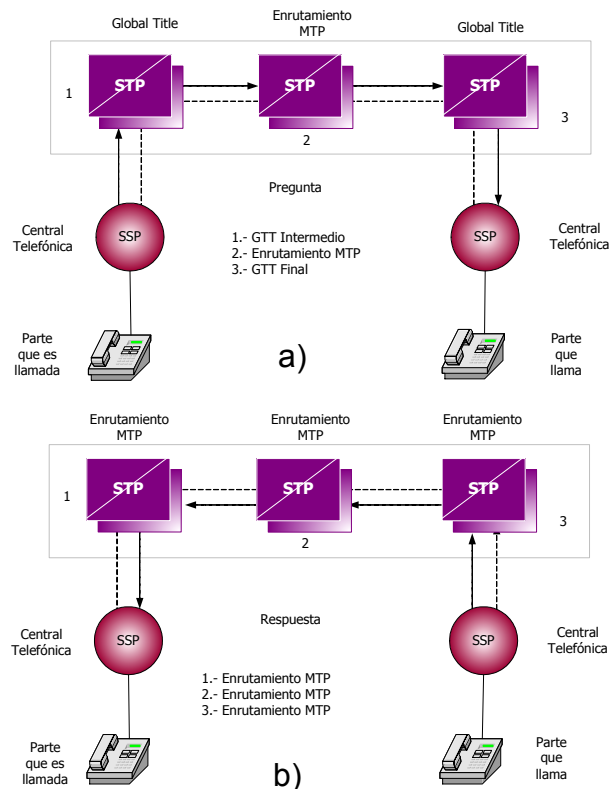 Global Title
Enrutamiento
MTP
Global Title
1
STP
STP
STP
2
3
Pregunta
Central
Telefónica
SSP
1.- GTT Intermedio
2.- Enrutamiento MTP
3.- GTT Final
SSP
Central
Telefónica
Parte
que es
llamada
a)
Parte
que
llama
Enrutamiento
MTP
Enrutamiento
MTP
Enrutamiento
MTP
1
STP
STP
STP
2
3
Central
Telefónica
SSP
Respuesta
SSP
Central
Telefónica
1.- Enrutamiento MTP
2.- Enrutamiento MTP
3.- Enrutamiento MTP
Parte
que es
llamada
b)
Parte
que
llama